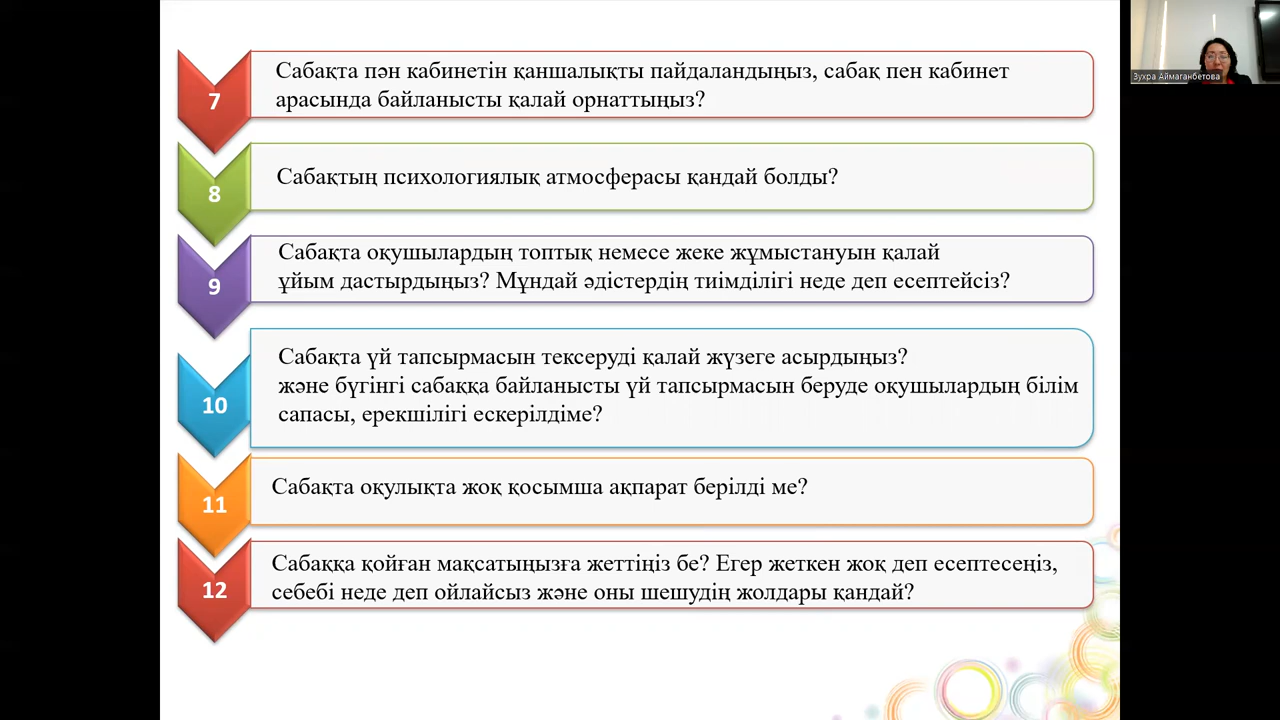 7
Сабақта пән кабинетін қаншалықты пайдаландыңыз, сабақ пен кабинет
арасында байланысты қалай орнаттыңыз?
8
Сабақтың психологиялық атмосферасы қандай болды?
9
Сабақта оқушылардың топтық немесе жеке жұмыстануын қалай
ұйым дастырдыңыз? Мұндай әдістердің тиімділігі неде деп есептейсіз?
10
Сабақта үй тапсырмасын тексеруді қалай жүзеге асырдыңыз?
және бүгінгі сабаққа байланысты үй тапсырмасын беруде оқушылардың білім
сапасы, ерекшілігі ескерілдіме?
11
Сабақта оқулықта жоқ қосымша ақпарат берілді ме?
12
Сабаққа қойған мақсатыңызға жеттіңіз бе? Егер жеткен жоқ деп есептесеңіз,
себебі неде деп ойлайсыз және оны шешудің жолдары қандай?
Зухра Аймаганбетова